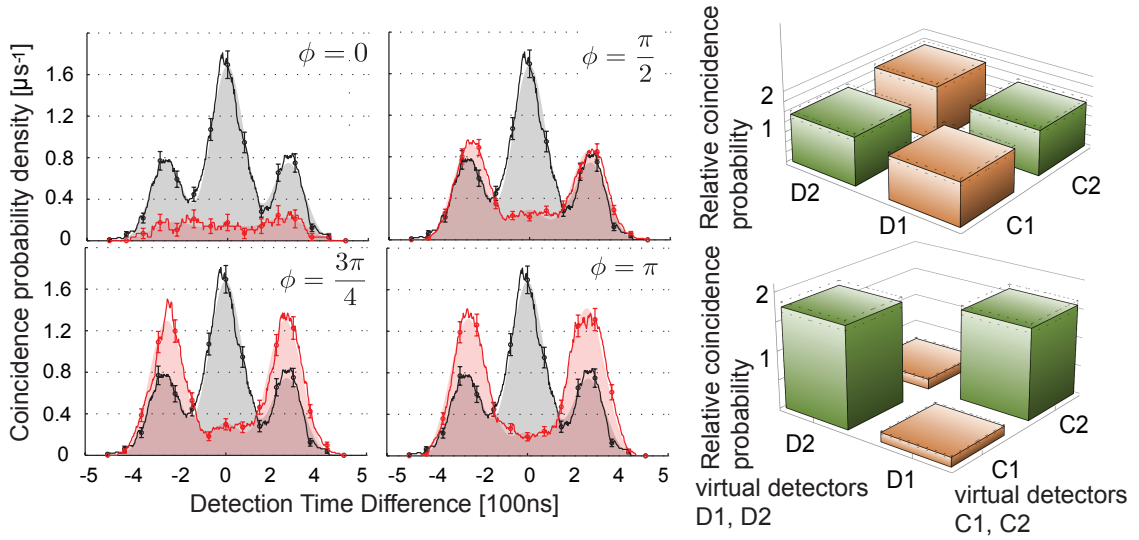 Coincidence probability density [µs-1]
1.6
1.2
0.8
0.4
0
ϕ = 0
ϕ = π/2
1.6
1.2
0.8
0.4
0
ϕ = 3π/4
ϕ = π
-5 -4 -2 0 2 4 5
-5 -4 -2 0 2 4 5
Detection Time Difference [100ns]
Relative coincidence
probability
2
1
D2
D1
C1
C2
Relative coincidence
probability
2
1
D2
D1
C1
C2
virtual detectors
D1, D2
virtual detectors
C1, C2